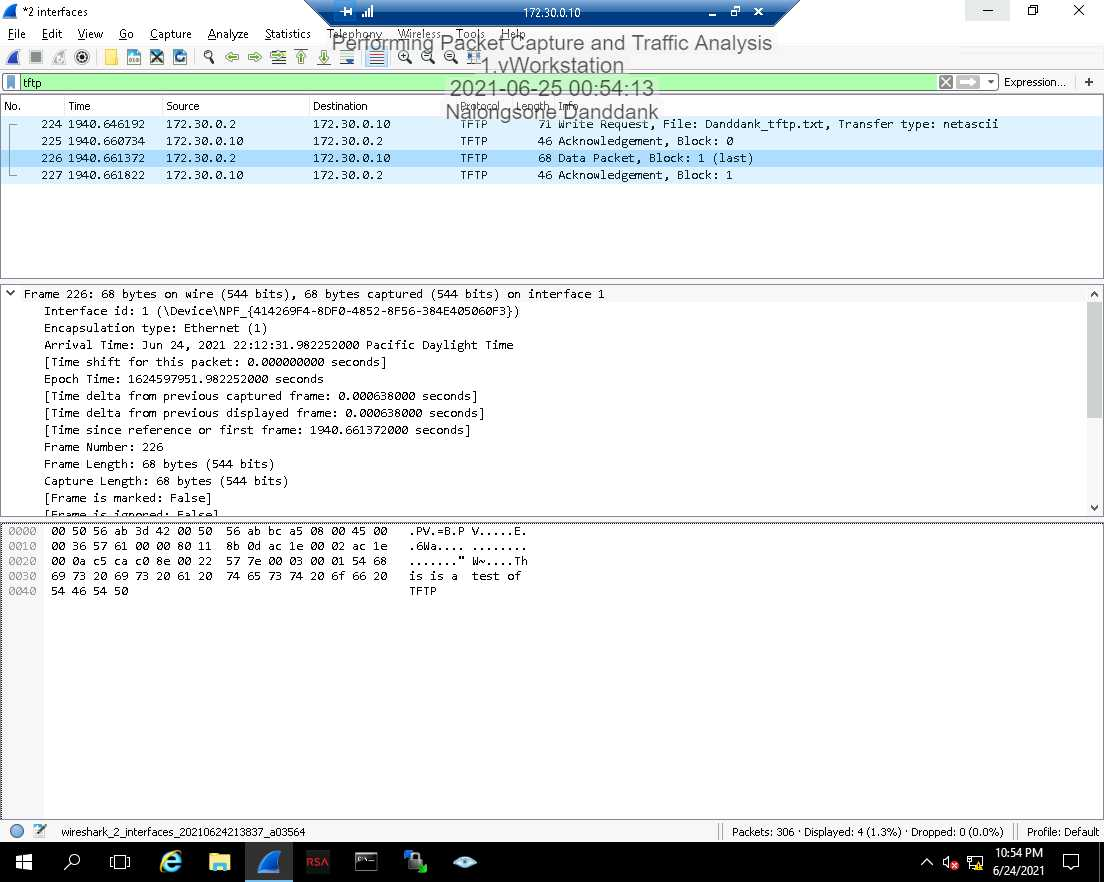 *2 interfaces
172.30.0.10
File Edit View Go Capture Analyze Statistics Telephony Wireless Tools Help
Performing Packet Capture and Traffic Analysis
1.vWorkstation
2021-06-25 00:54:13
Nalongsone Danddank
tftp
Expression...
+
No. Time Source Destination Protocol Length Info
224 1940.646192 172.30.0.2 172.30.0.10 TFTP 71 Write Request, File: Danddank_tftp.txt, Transfer type: netascii
225 1940.660734 172.30.0.10 172.30.0.2 TFTP 46 Acknowledgement, Block: 0
226 1940.661372 172.30.0.2 172.30.0.10 TFTP 68 Data Packet, Block: 1 (last)
227 1940.661822 172.30.0.10 172.30.0.2 TFTP 46 Acknowledgement, Block: 1
Frame 226: 68 bytes on wire (544 bits), 68 bytes captured (544 bits) on interface 1
Interface id: 1 (\Device\NPF_{414269F4-8DF0-4852-8F56-384E405060F3})
Encapsulation type: Ethernet (1)
Arrival Time: Jun 24, 2021 22:12:31.982252000 Pacific Daylight Time
[Time shift for this packet: 0.000000000 seconds]
Epoch Time: 1624597951.982252000 seconds
[Time delta from previous captured frame: 0.000638000 seconds]
[Time delta from previous displayed frame: 0.000638000 seconds]
[Time since reference or first frame: 1940.661372000 seconds]
Frame Number: 226
Frame Length: 68 bytes (544 bits)
Capture Length: 68 bytes (544 bits)
[Frame is marked: False]
[Frame is ignored: False]
0000 00 50 56 ab 3d 42 00 50 56 ab bc a5 08 00 45 00 .PV.=B.P V.....E.
0010 00 36 57 61 00 00 80 11 8b 0d ac 1e 00 02 ac 1e .6Wa.... ........
0020 00 0a c5 ca c0 8e 00 22 57 7e 00 03 00 01 54 68 ......." W~....Th
0030 69 73 20 69 73 20 61 20 74 65 73 74 20 6f 66 20 is is a test of
0040 54 46 54 50 TFTP
wireshark_2_interfaces_20210624213837_a03564
Packets: 306 · Displayed: 4 (1.3%) · Dropped: 0 (0.0%)
Profile: Default
RSA
10:54 PM
6/24/2021